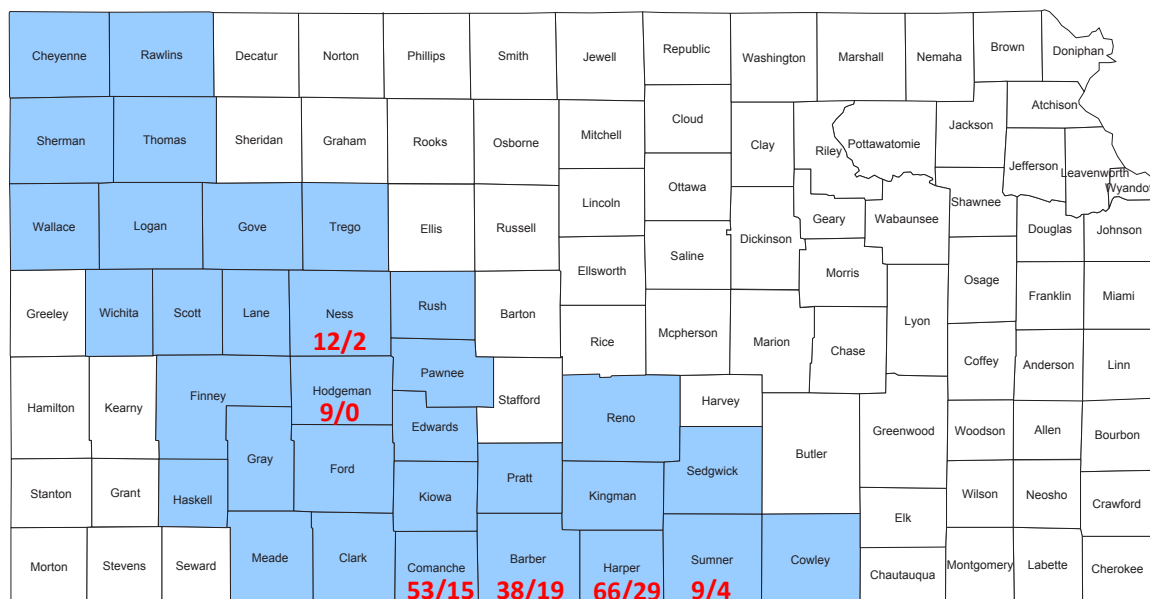 Cheyenne
Rawlins
Decatur
Norton
Phillips
Smith
Jewell
Republic
Washington
Marshall
Nemaha
Brown
Doniphan
Sherman
Thomas
Sheridan
Graham
Rooks
Osborne
Mitchell
Cloud
Clay
Riley
Pottawatomie
Jackson
Atchison
Jefferson
Leavenworth
Wyandot
Ottawa
Lincoln
Wallace
Logan
Gove
Trego
Ellis
Russell
Ellsworth
Saline
Dickinson
Geary
Wabaunsee
Shawnee
Douglas
Johnson
Morris
Osage
Franklin
Miami
Greeley
Wichita
Scott
Lane
Ness
12/2
Rush
Barton
Rice
Mcpherson
Marion
Chase
Lyon
Coffey
Anderson
Linn
Hamilton
Kearny
Finney
Hodgeman
9/0
Pawnee
Stafford
Edwards
Reno
Harvey
Butler
Greenwood
Woodson
Allen
Bourbon
Stanton
Grant
Haskell
Gray
Ford
Kiowa
Pratt
Kingman
Sedgwick
Elk
Wilson
Neosho
Crawford
Morton
Stevens
Seward
Meade
Clark
Comanche
53/15
Barber
38/19
Harper
66/29
Sumner
9/4
Cowley
Chautauqua
Montgomery
Labette
Cherokee